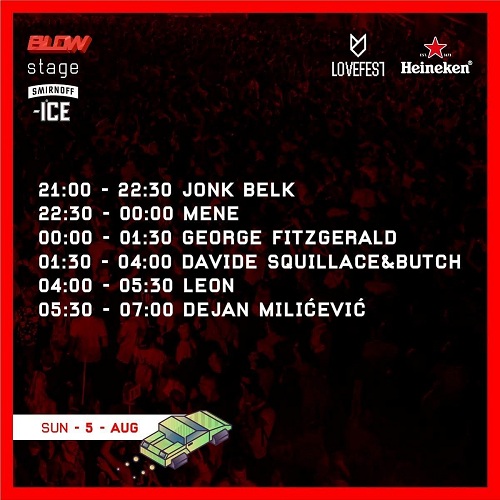 BLOW
stage
SMIRNOFF
ICE
LOVEFEST
EST. 1873
Heineken®
21:00 - 22:30 JONK BELK
22:30 - 00:00 MENE
00:00 - 01:30 GEORGE FITZGERALD
01:30 - 04:00 DAVIDE SQUILLACE&BUTCH
04:00 - 05:30 LEON
05:30 - 07:00 DEJAN MILIĆEVIĆ
SUN - 5 - AUG